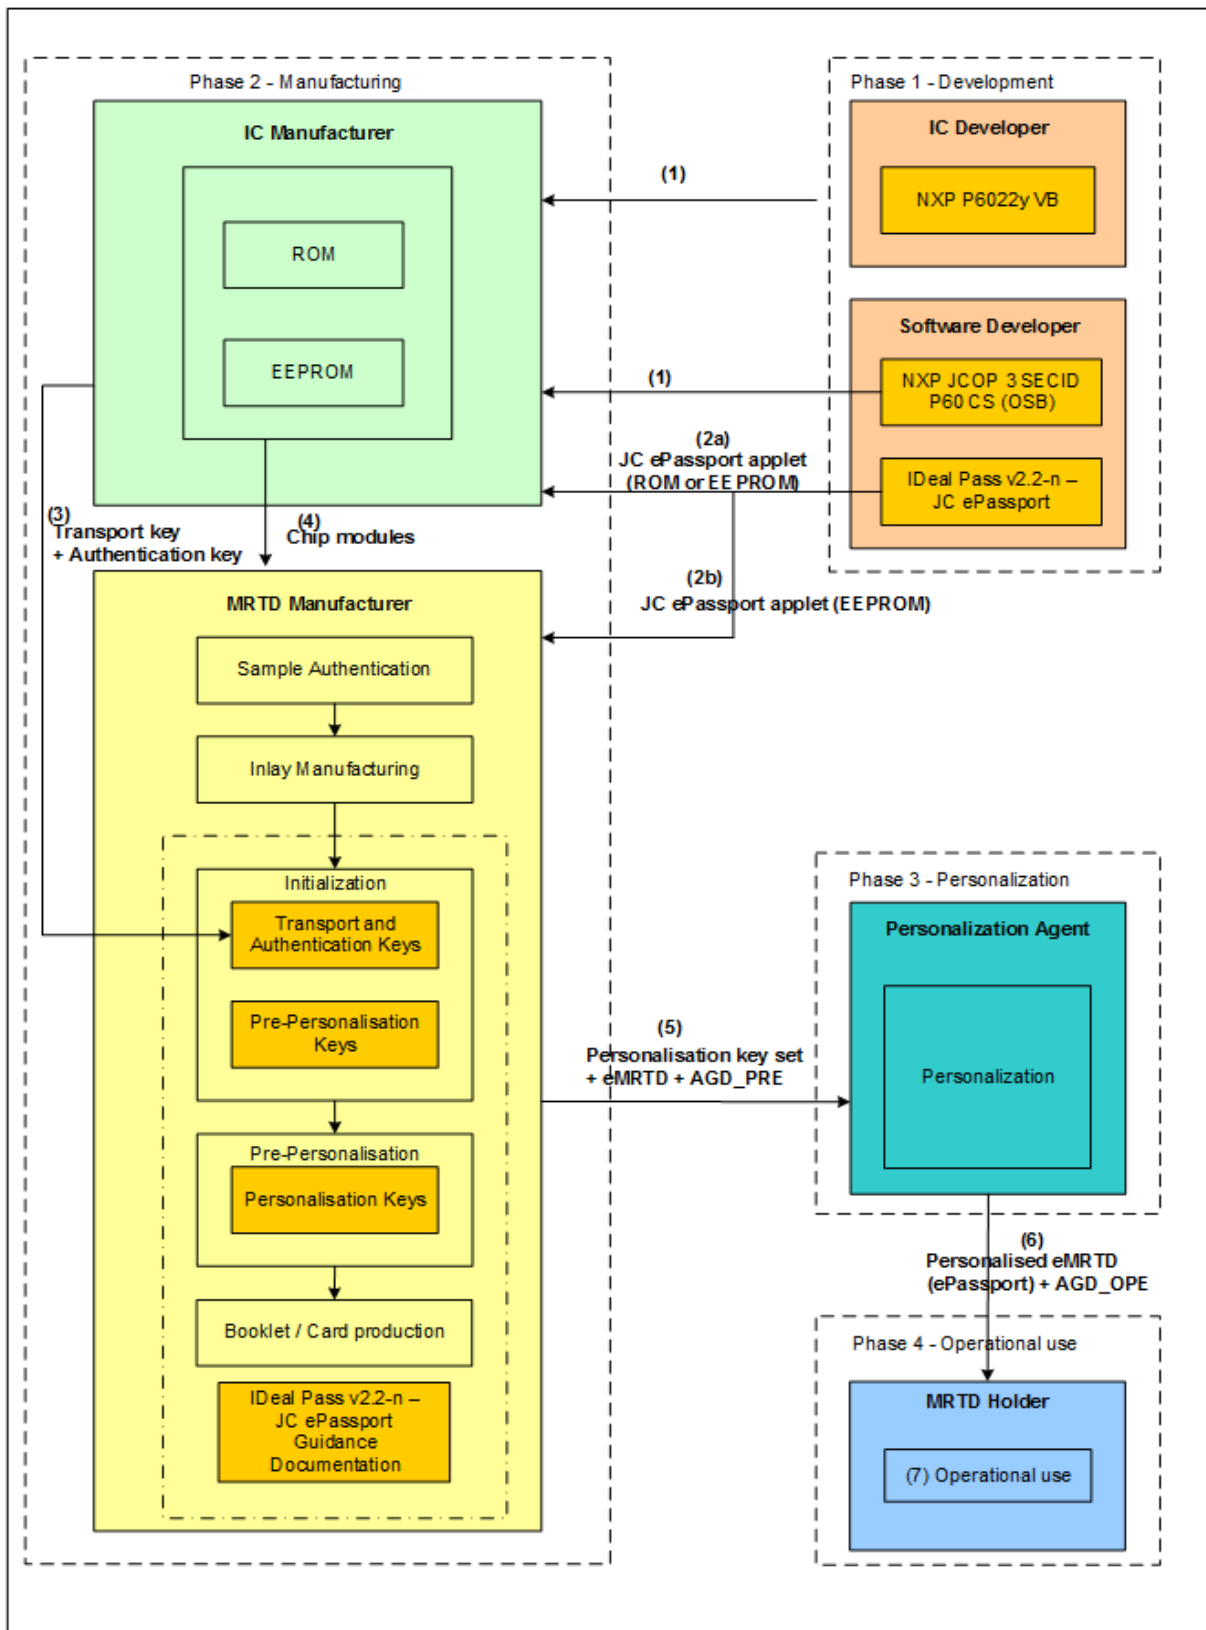 Phase 2 - Manufacturing
IC Manufacturer
ROM
EEPROM
Phase 1 - Development
IC Developer
NXP P6022y VB
(1)
Software Developer
NXP JCOP 3 SECID
P60 CS (OSB)
(1)
IDeal Pass v2.2-n –
JC ePassport
(2a)
JC ePassport applet
(ROM or EEPROM)
(2b)
JC ePassport applet (EEPROM)
(3)
Transport key
+ Authentication key
(4)
Chip modules
MRTD Manufacturer
Sample Authentication
Inlay Manufacturing
Initialization
Transport and
Authentication Keys
Pre-Personalisation
Keys
Pre-Personalisation
Personalisation Keys
Booklet / Card production
IDeal Pass v2.2-n –
JC ePassport
Guidance
Documentation
(5)
Personalisation key set
+ eMRTD + AGD_PRE
Phase 3 - Personalization
Personalization Agent
Personalization
(6)
Personalised eMRTD
(ePassport) + AGD_OPE
Phase 4 - Operational use
MRTD Holder
(7) Operational use